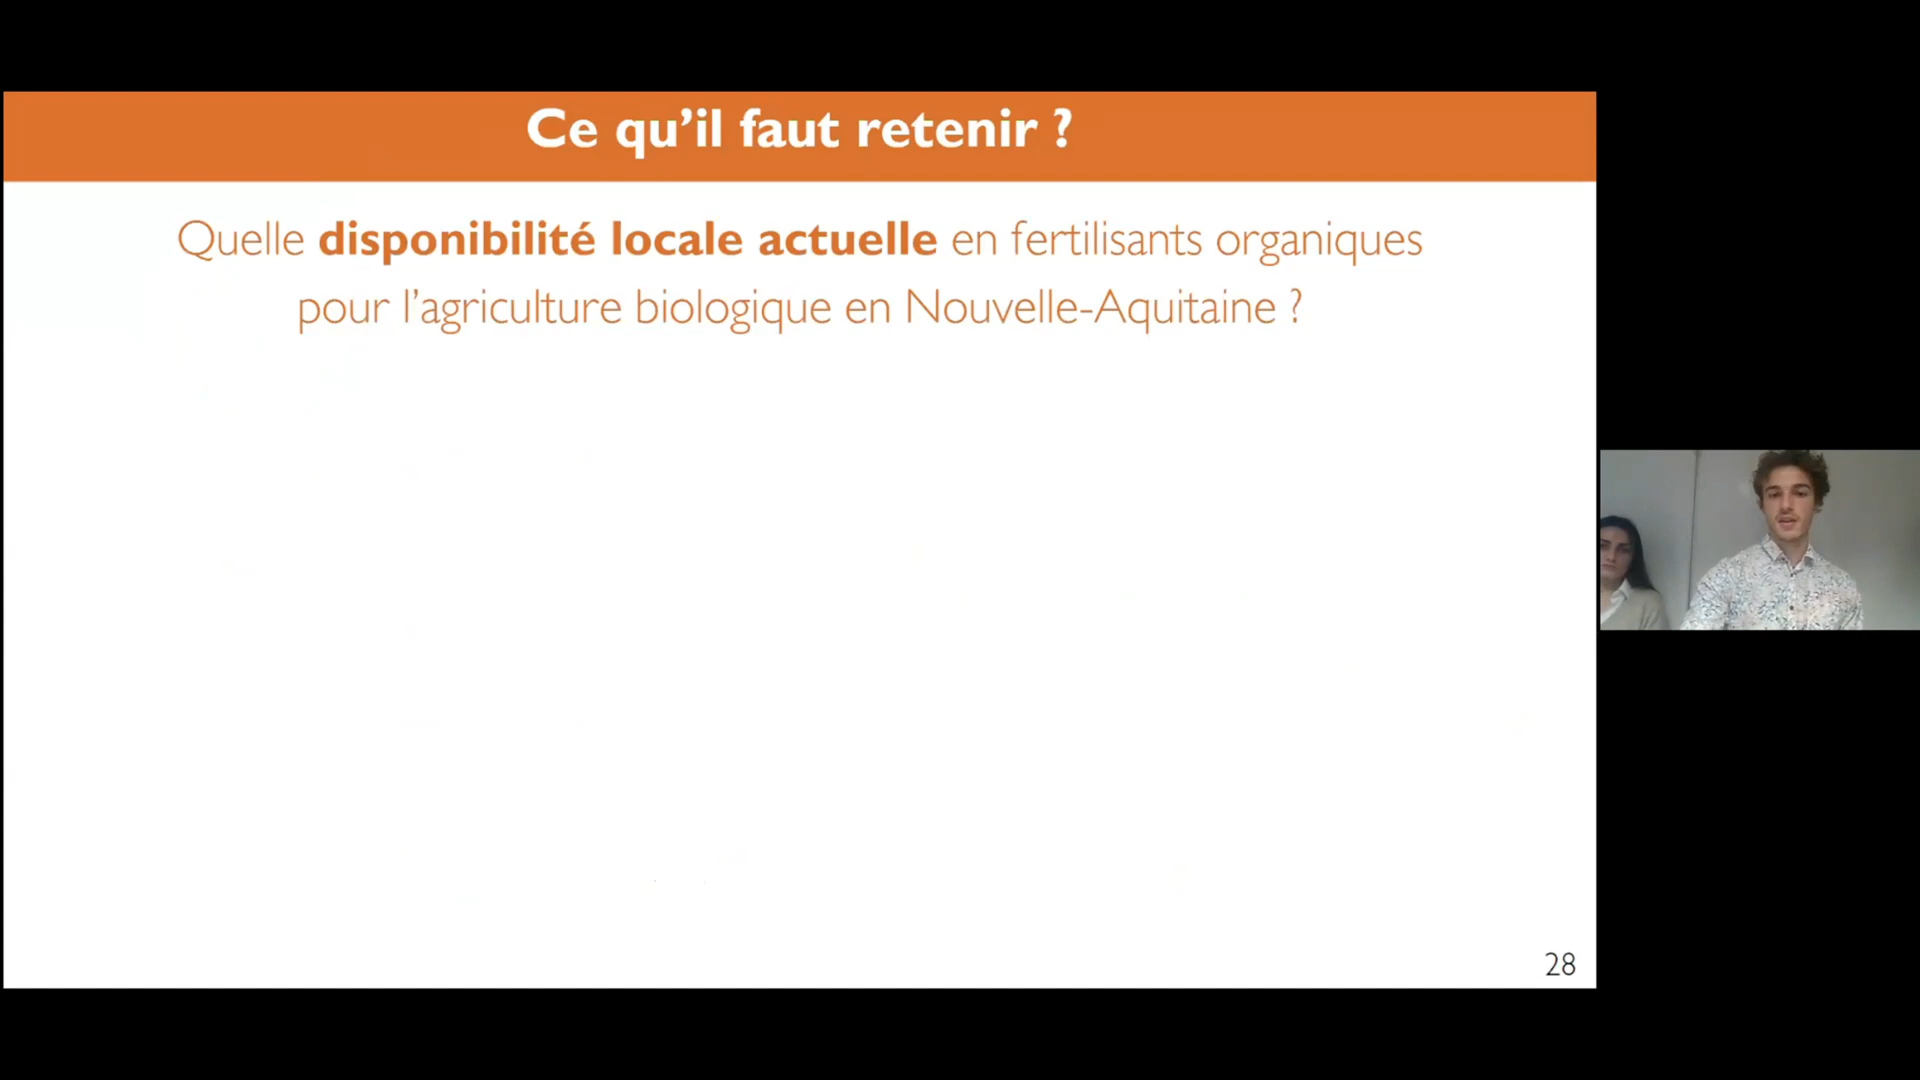 Ce qu’il faut retenir ?
Quelle disponibilité locale actuelle en fertilisants organiques
pour l’agriculture biologique en Nouvelle-Aquitaine ?
28